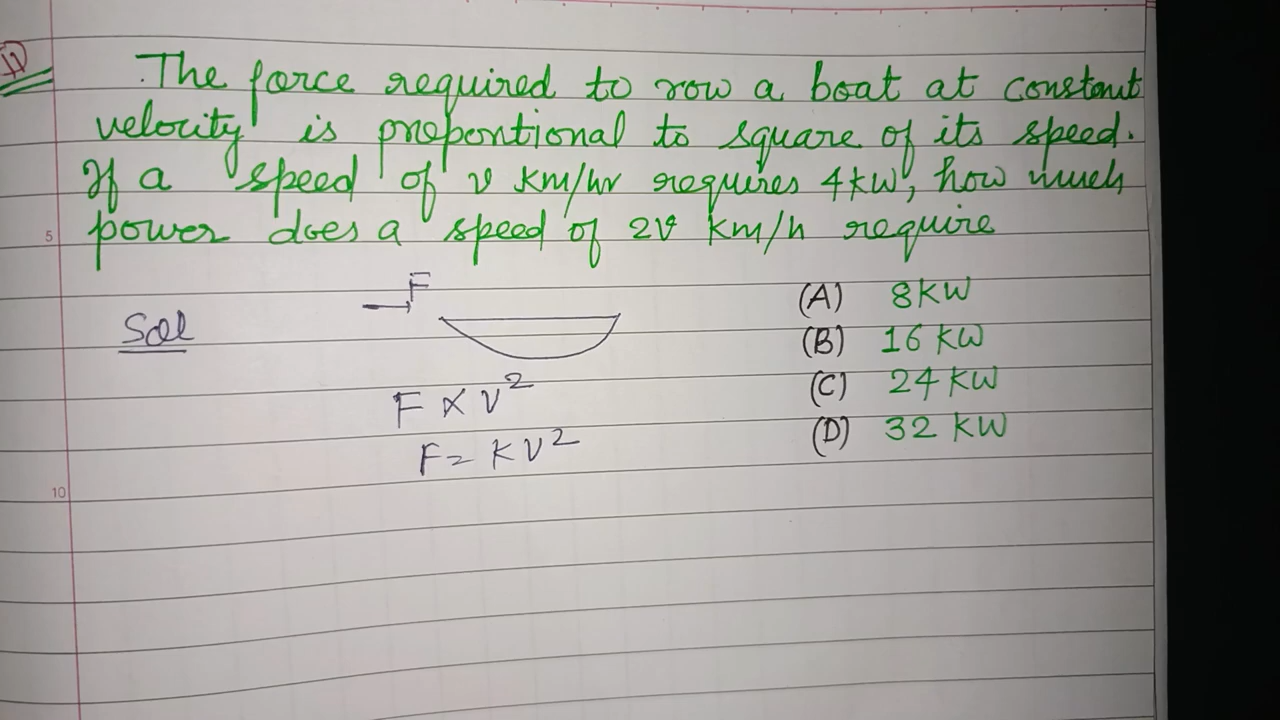 11
The force required to row a boat at constant
velocity is propontional to square of its speed.
If a speed of v km/hr requires 4kW, how much
power does a speed of 2v km/h require
Sol
F
(A) 8KW
(B) 16 KW
(C) 24 KW
(D) 32 KW
F ∝ v²
F = KV²
5
10